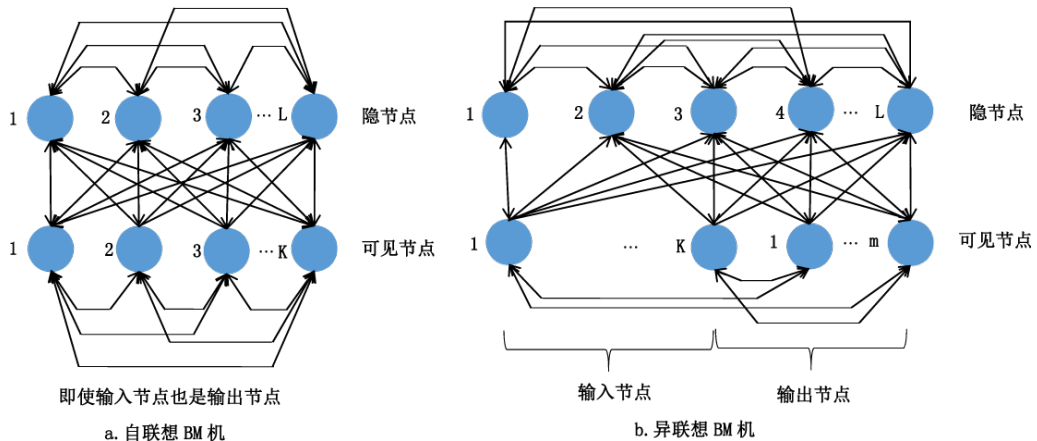 1 2 3 … L 隐节点
1 2 3 … K 可见节点
即使输入节点也是输出节点
a. 自联想 BM 机
1 2 3 4 … L 隐节点
1 … K 1 … m 可见节点
输入节点 输出节点
b. 异联想 BM 机